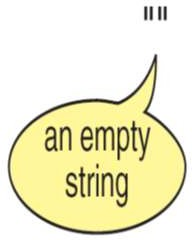 ""
an empty
string